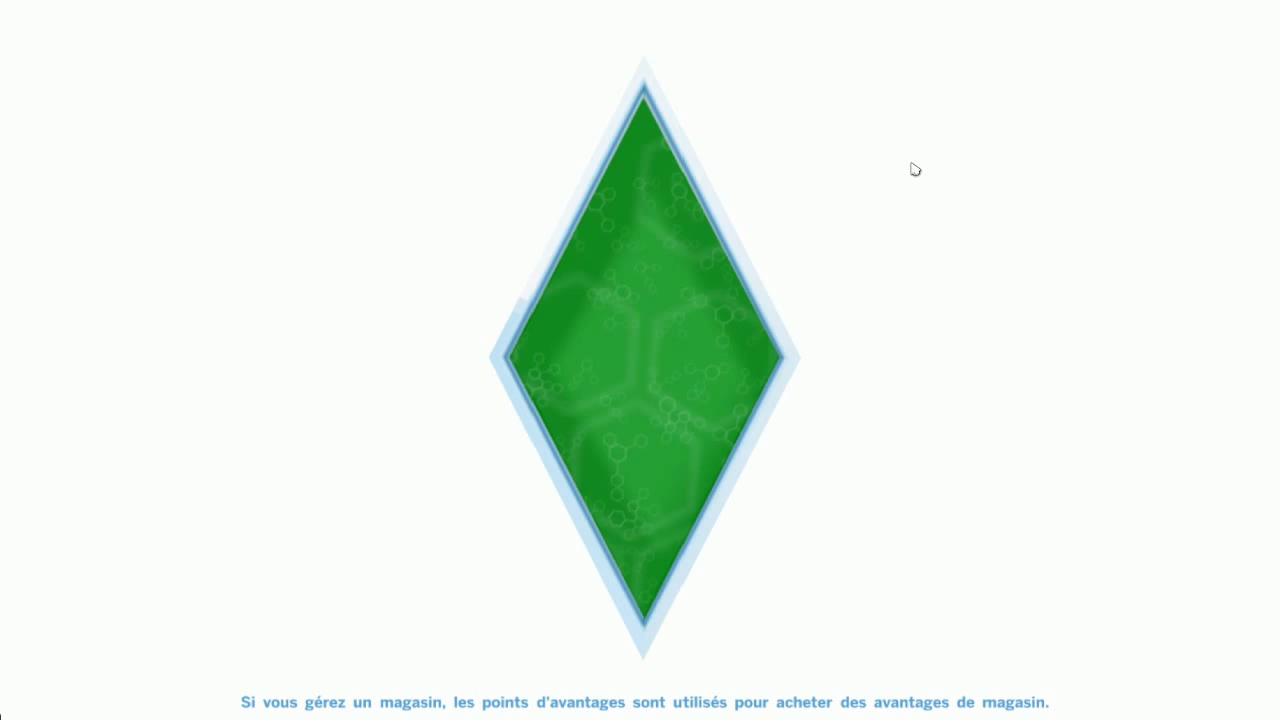 Si vous gérez un magasin, les points d'avantages sont utilisés pour acheter des avantages de magasin.